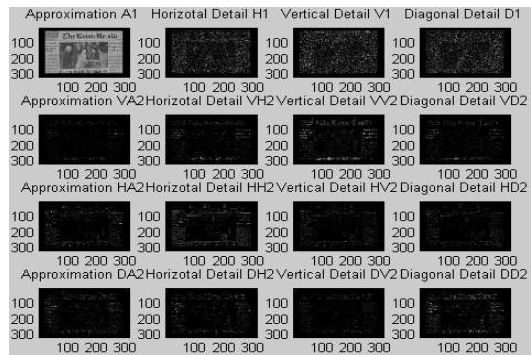 Approximation A1 Horizotal Detail H1 Vertical Detail V1 Diagonal Detail D1
100 100 100 100
200 200 200 200
300 300 300 300
The Korea Herald
100 200 300 100 200 300 100 200 300 100 200 300
Approximation VA2 Horizotal Detail VH2 Vertical Detail VV2 Diagonal Detail VD2
100 100 100 100
200 200 200 200
300 300 300 300
100 200 300 100 200 300 100 200 300 100 200 300
Approximation HA2 Horizotal Detail HH2 Vertical Detail HV2 Diagonal Detail HD2
100 100 100 100
200 200 200 200
300 300 300 300
100 200 300 100 200 300 100 200 300 100 200 300
Approximation DA2 Horizotal Detail DH2 Vertical Detail DV2 Diagonal Detail DD2
100 100 100 100
200 200 200 200
300 300 300 300
100 200 300 100 200 300 100 200 300 100 200 300